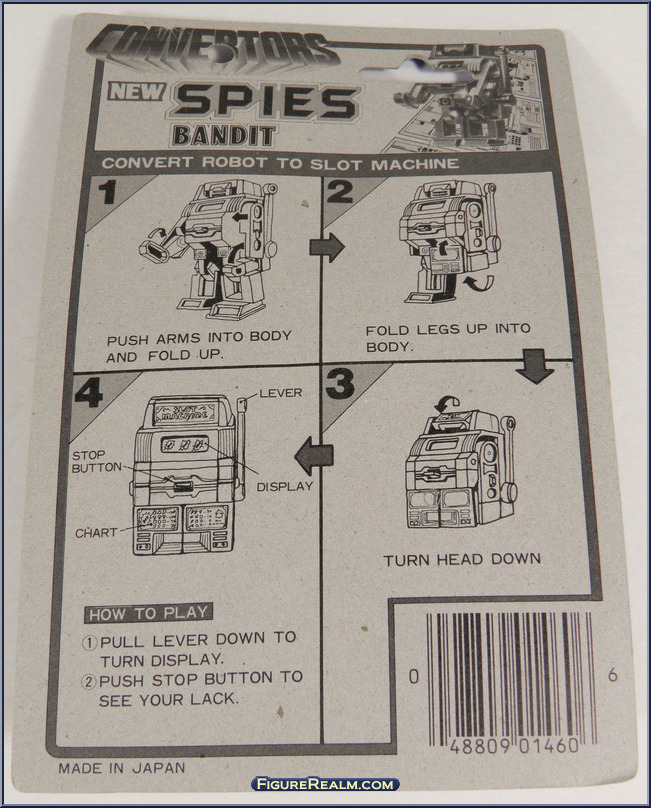 CONVERTORS
NEW SPIES
BANDIT
CONVERT ROBOT TO SLOT MACHINE
1
PUSH ARMS INTO BODY
AND FOLD UP.
2
FOLD LEGS UP INTO
BODY.
3
TURN HEAD DOWN
4
SLOT
MACHINE
LEVER
STOP
BUTTON
DISPLAY
CHART
HOW TO PLAY
①PULL LEVER DOWN TO
TURN DISPLAY.
②PUSH STOP BUTTON TO
SEE YOUR LACK.
0 48809 01460 6
MADE IN JAPAN
FIGUREREALM.COM